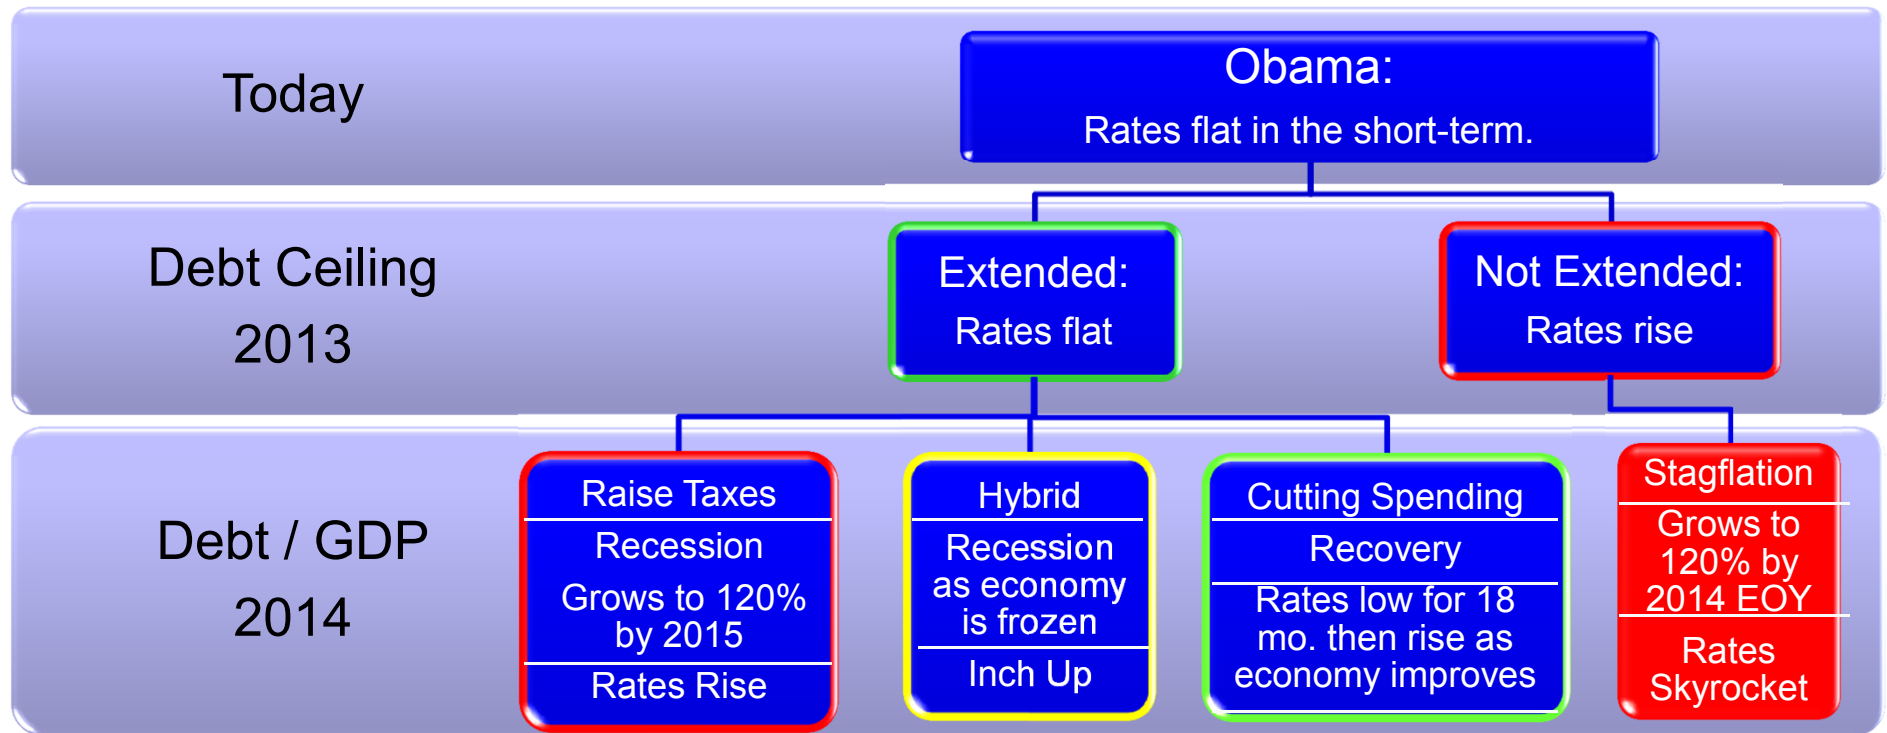 Today
Obama:
Rates flat in the short-term.
Debt Ceiling
2013
Extended:
Rates flat
Not Extended:
Rates rise
Debt / GDP
2014
Raise Taxes
Recession
Grows to 120%
by 2015
Rates Rise
Hybrid
Recession
as economy
is frozen
Inch Up
Cutting Spending
Recovery
Rates low for 18
mo. then rise as
economy improves
Stagflation
Grows to
120% by
2014 EOY
Rates
Skyrocket